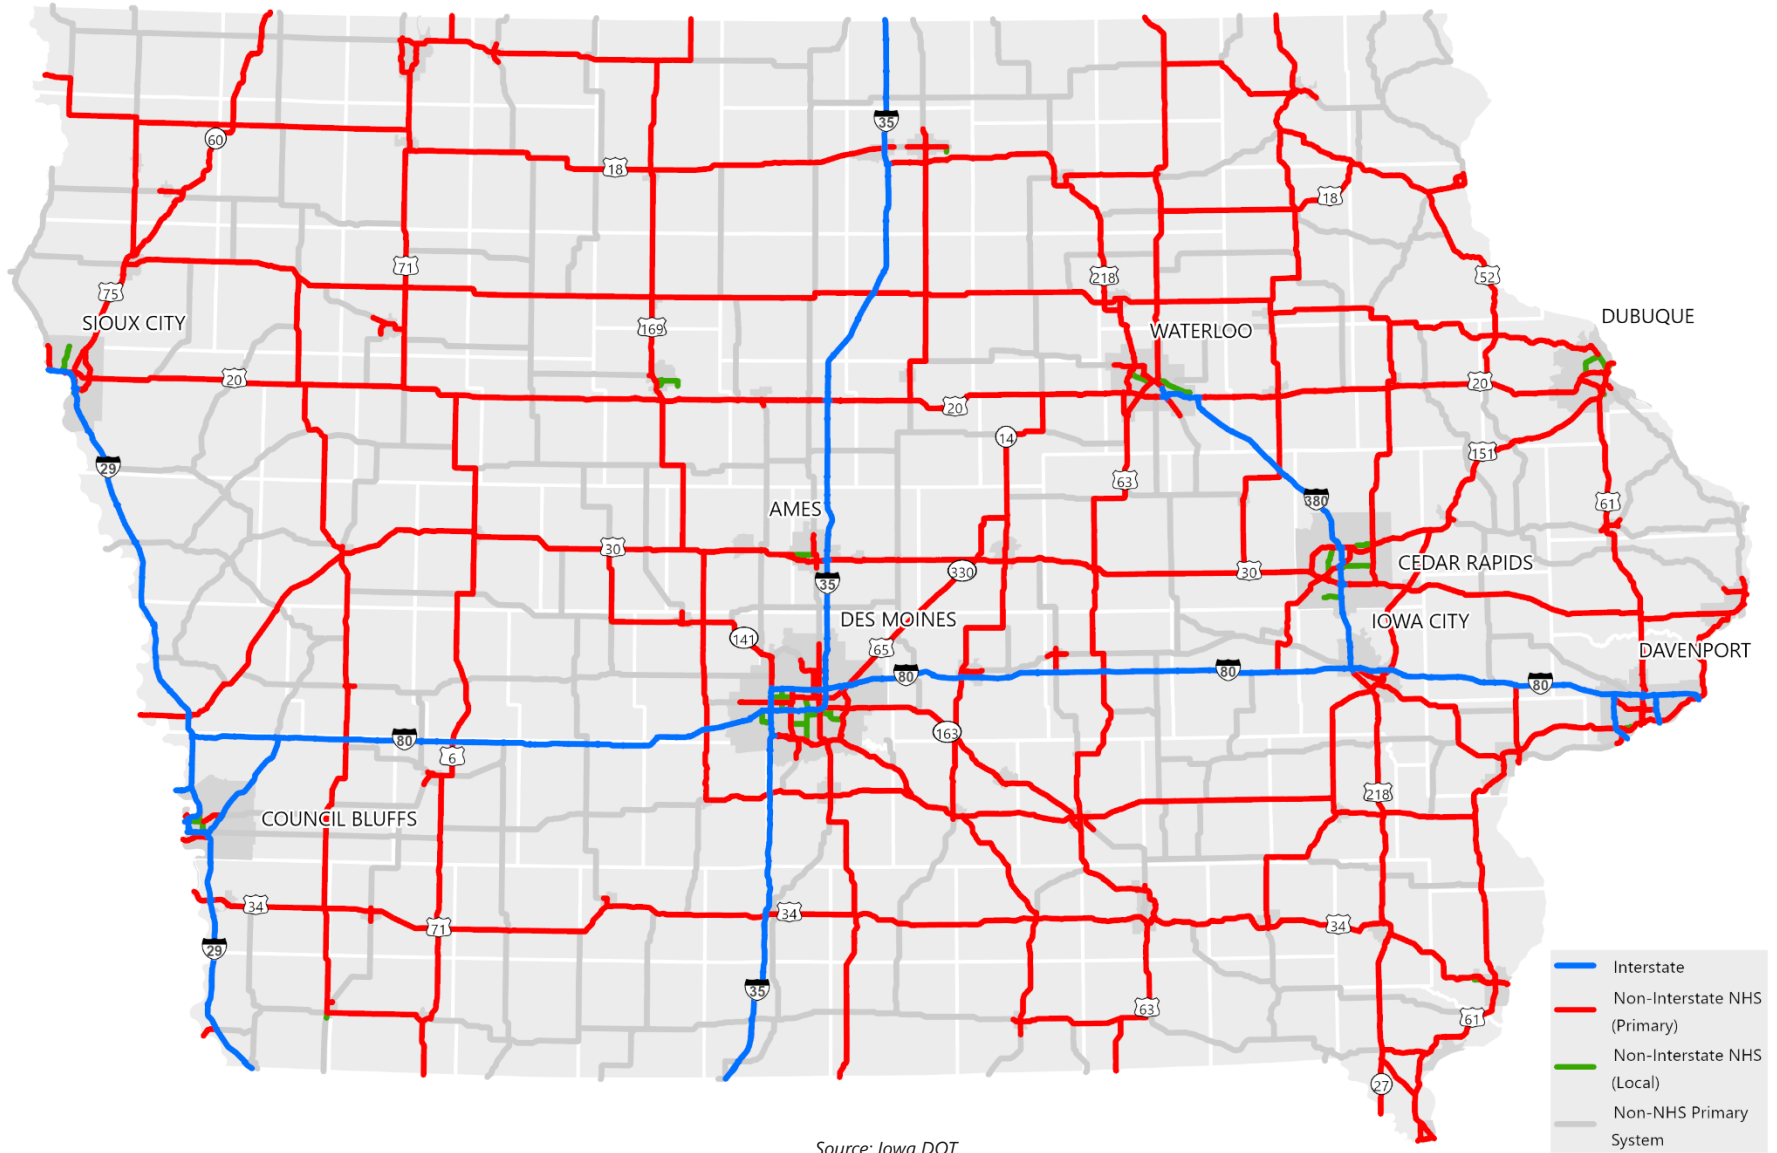 35
60
18
18
71
218
52
75
SIOUX CITY
DUBUQUE
169
WATERLOO
20
20
20
14
29
151
63
380
61
AMES
30
330
30
CEDAR RAPIDS
35
DES MOINES
IOWA CITY
141
65
80
80
80
DAVENPORT
163
80
6
218
COUNCIL BLUFFS
34
34
34
71
29
35
63
61
27
Interstate
Non-Interstate NHS
(Primary)
Non-Interstate NHS
(Local)
Non-NHS Primary
System
Source: Iowa DOT